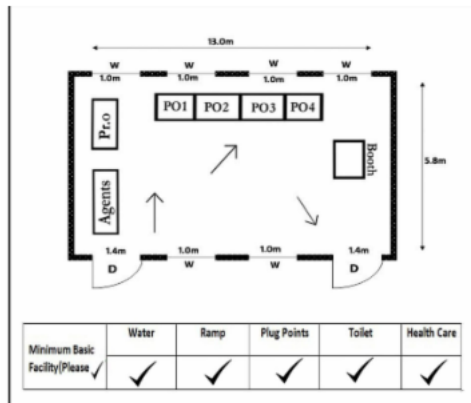 13.0m
W W W W
1.0m 1.0m 1.0m 1.0m
PO1 PO2 PO3 PO4
Pr.o
Booth
5.8m
Agents
1.4m 1.0m 1.0m 1.4m
D W W D
Water Ramp Plug Points Toilet Health Care
Minimum Basic
Facility(Please ✓ ✓ ✓ ✓ ✓ ✓